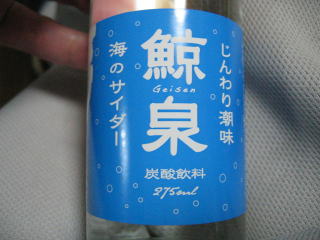 じんわり潮味
鯨
Geisen
泉
海のサイダー
炭酸飲料
275ml